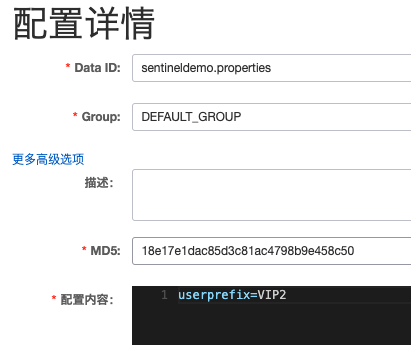 配置详情
* Data ID: sentineldemo.properties
* Group: DEFAULT_GROUP
更多高级选项
描述:
* MD5: 18e17e1dac85d3c81ac4798b9e458c50
* 配置内容: 1 userprefix=VIP2